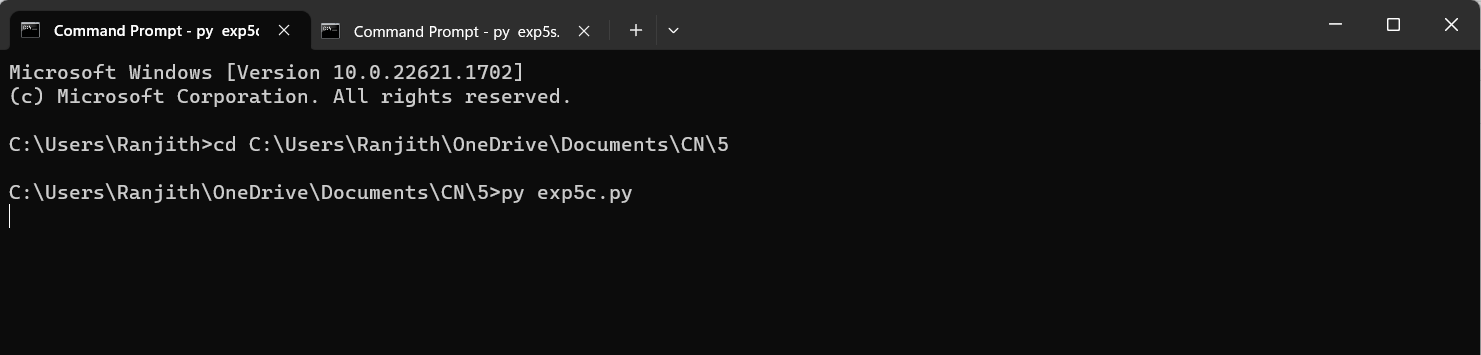 Command Prompt - py exp5c
Command Prompt - py exp5s.
Microsoft Windows [Version 10.0.22621.1702]
(c) Microsoft Corporation. All rights reserved.
C:\Users\Ranjith>cd C:\Users\Ranjith\OneDrive\Documents\CN\5
C:\Users\Ranjith\OneDrive\Documents\CN\5>py exp5c.py